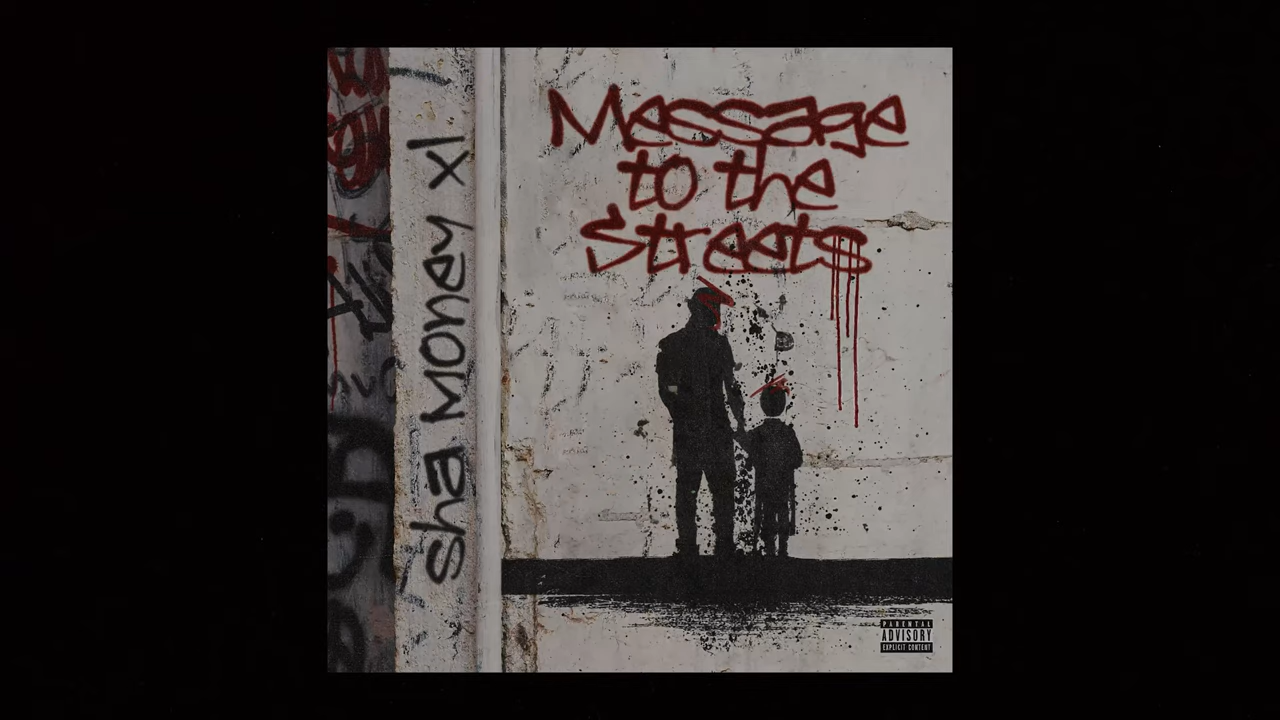 sha money xl
Message
to the
Streets
PARENTAL
ADVISORY
EXPLICIT CONTENT